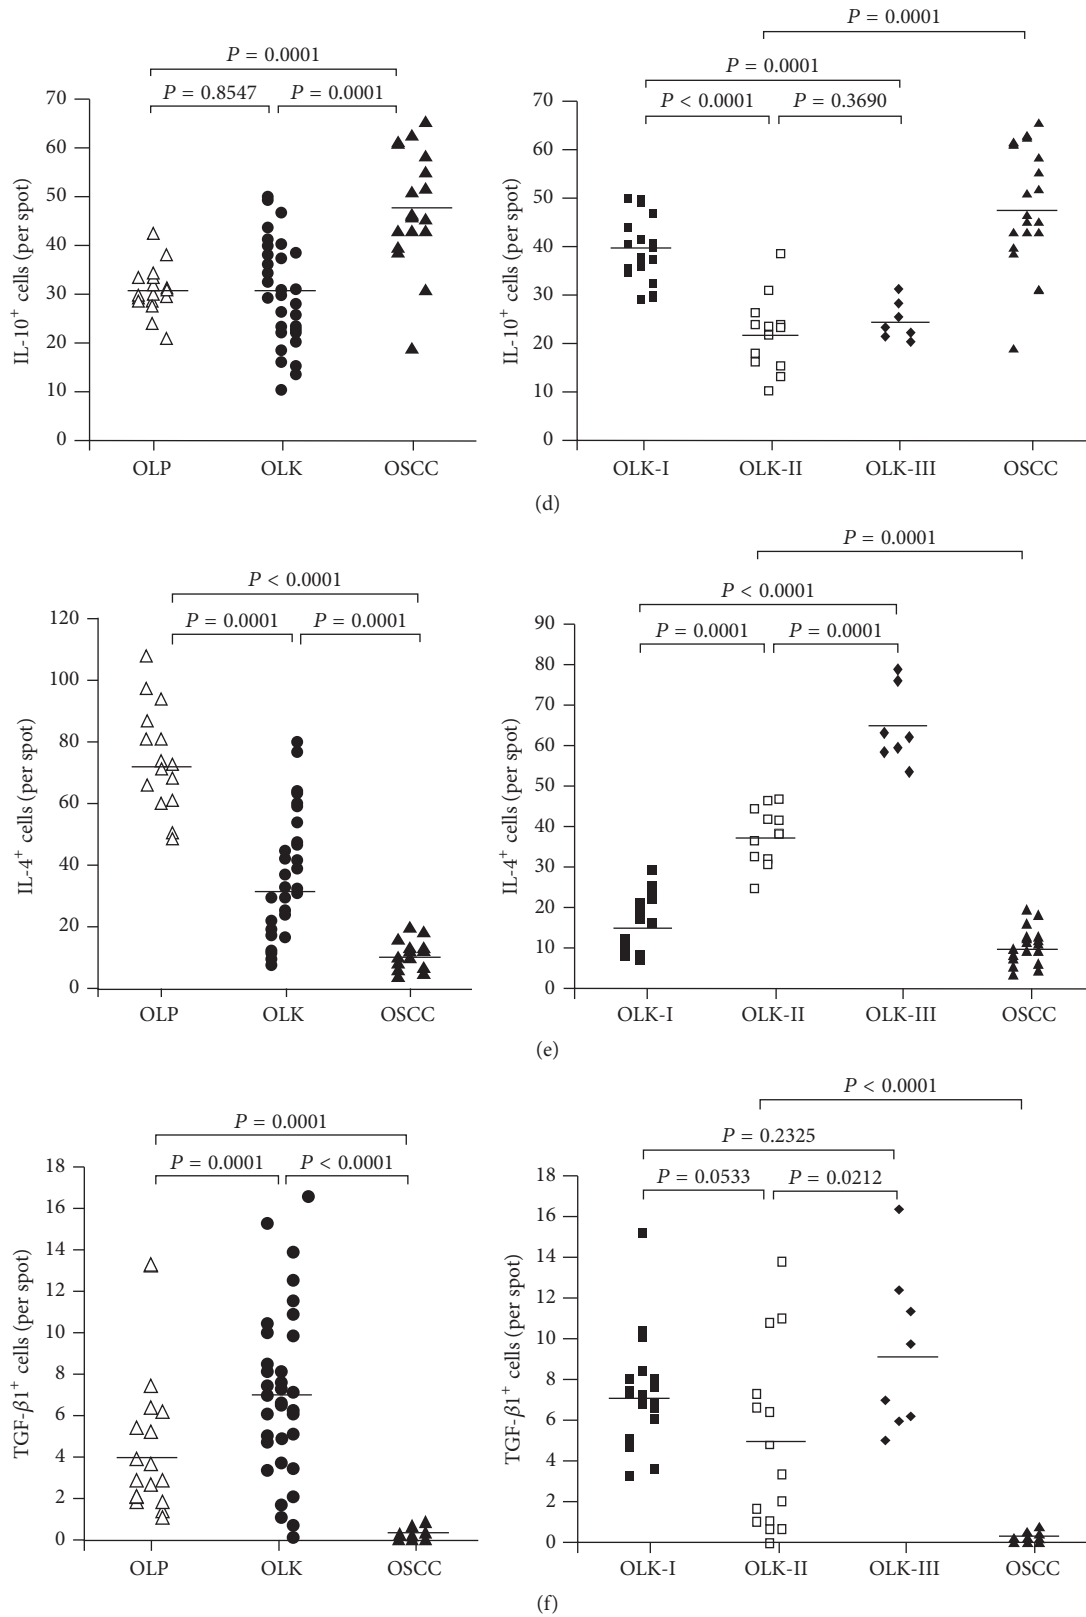 P = 0.0001
P = 0.8547
P = 0.0001
70
60
50
40
30
20
10
0
IL-10+ cells (per spot)
OLP
OLK
OSCC
P = 0.0001
P = 0.0001
P < 0.0001
P = 0.3690
70
60
50
40
30
20
10
0
IL-10+ cells (per spot)
OLK-I
OLK-II
OLK-III
OSCC
(d)
P < 0.0001
P = 0.0001
P = 0.0001
120
100
80
60
40
20
0
IL-4+ cells (per spot)
OLP
OLK
OSCC
P = 0.0001
P < 0.0001
P = 0.0001
P = 0.0001
90
80
70
60
50
40
30
20
10
0
IL-4+ cells (per spot)
OLK-I
OLK-II
OLK-III
OSCC
(e)
P = 0.0001
P = 0.0001
P < 0.0001
18
16
14
12
10
8
6
4
2
0
TGF-β1+ cells (per spot)
OLP
OLK
OSCC
P < 0.0001
P = 0.2325
P = 0.0533
P = 0.0212
18
16
14
12
10
8
6
4
2
0
TGF-β1+ cells (per spot)
OLK-I
OLK-II
OLK-III
OSCC
(f)